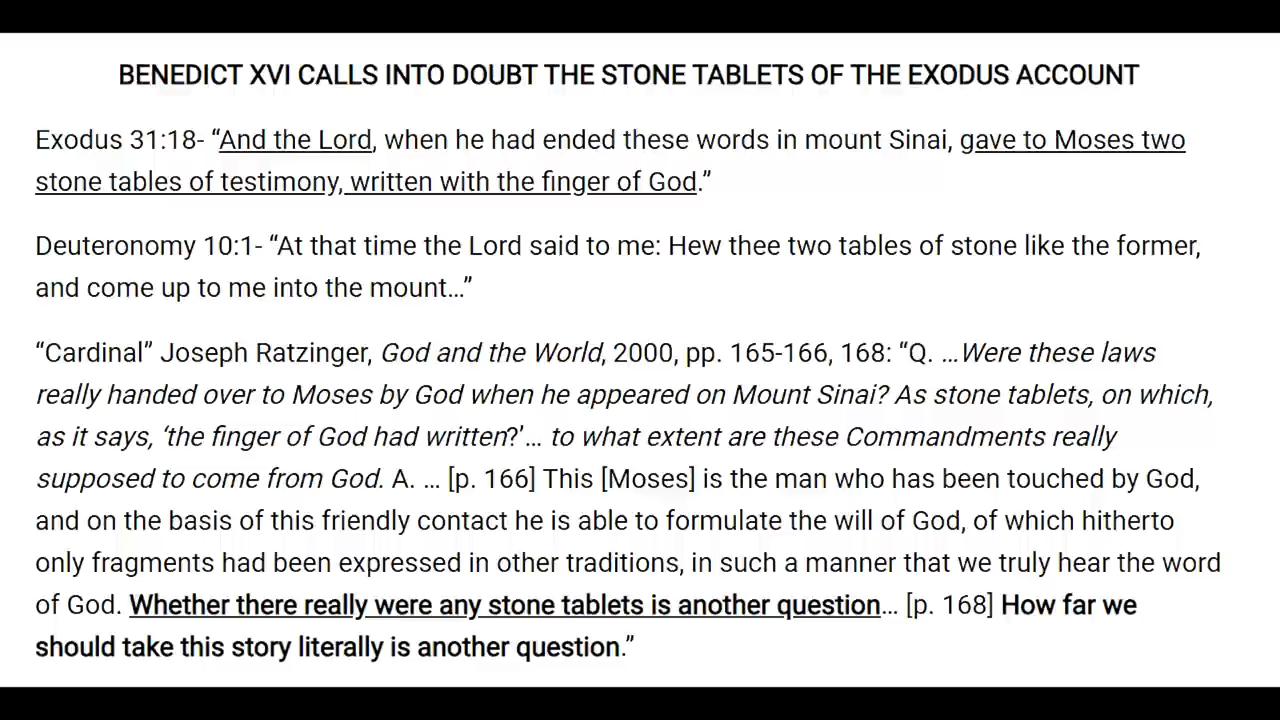 BENEDICT XVI CALLS INTO DOUBT THE STONE TABLETS OF THE EXODUS ACCOUNT
Exodus 31:18- “And the Lord, when he had ended these words in mount Sinai, gave to Moses two
stone tables of testimony, written with the finger of God.”
Deuteronomy 10:1- “At that time the Lord said to me: Hew thee two tables of stone like the former,
and come up to me into the mount…”
“Cardinal” Joseph Ratzinger, God and the World, 2000, pp. 165-166, 168: “Q. …Were these laws
really handed over to Moses by God when he appeared on Mount Sinai? As stone tablets, on which,
as it says, ‘the finger of God had written?’… to what extent are these Commandments really
supposed to come from God. A. … [p. 166] This [Moses] is the man who has been touched by God,
and on the basis of this friendly contact he is able to formulate the will of God, of which hitherto
only fragments had been expressed in other traditions, in such a manner that we truly hear the word
of God. Whether there really were any stone tablets is another question… [p. 168] How far we
should take this story literally is another question.”